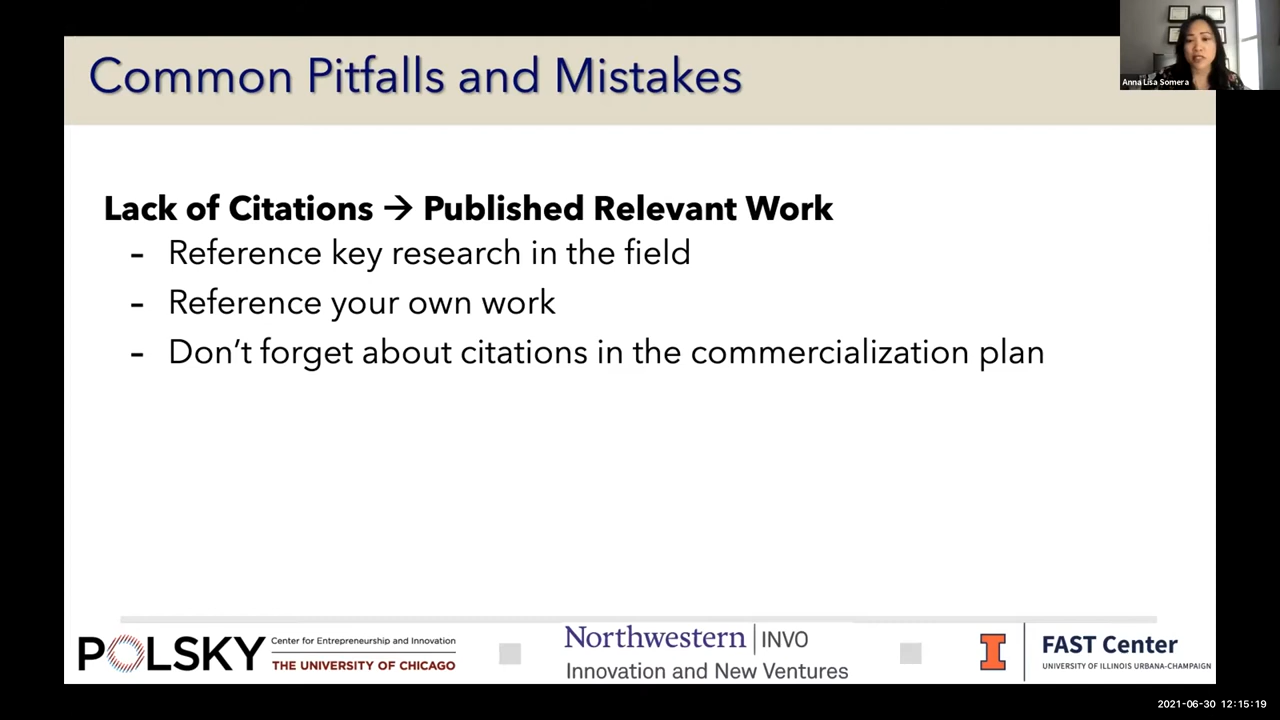 Common Pitfalls and Mistakes
Anna Lisa Somera
Lack of Citations → Published Relevant Work
- Reference key research in the field
- Reference your own work
- Don’t forget about citations in the commercialization plan
POLSKY
Center for Entrepreneurship and Innovation
THE UNIVERSITY OF CHICAGO
Northwestern | INVO
Innovation and New Ventures
I
FAST Center
UNIVERSITY OF ILLINOIS URBANA-CHAMPAIGN
2021-06-30 12:15:19